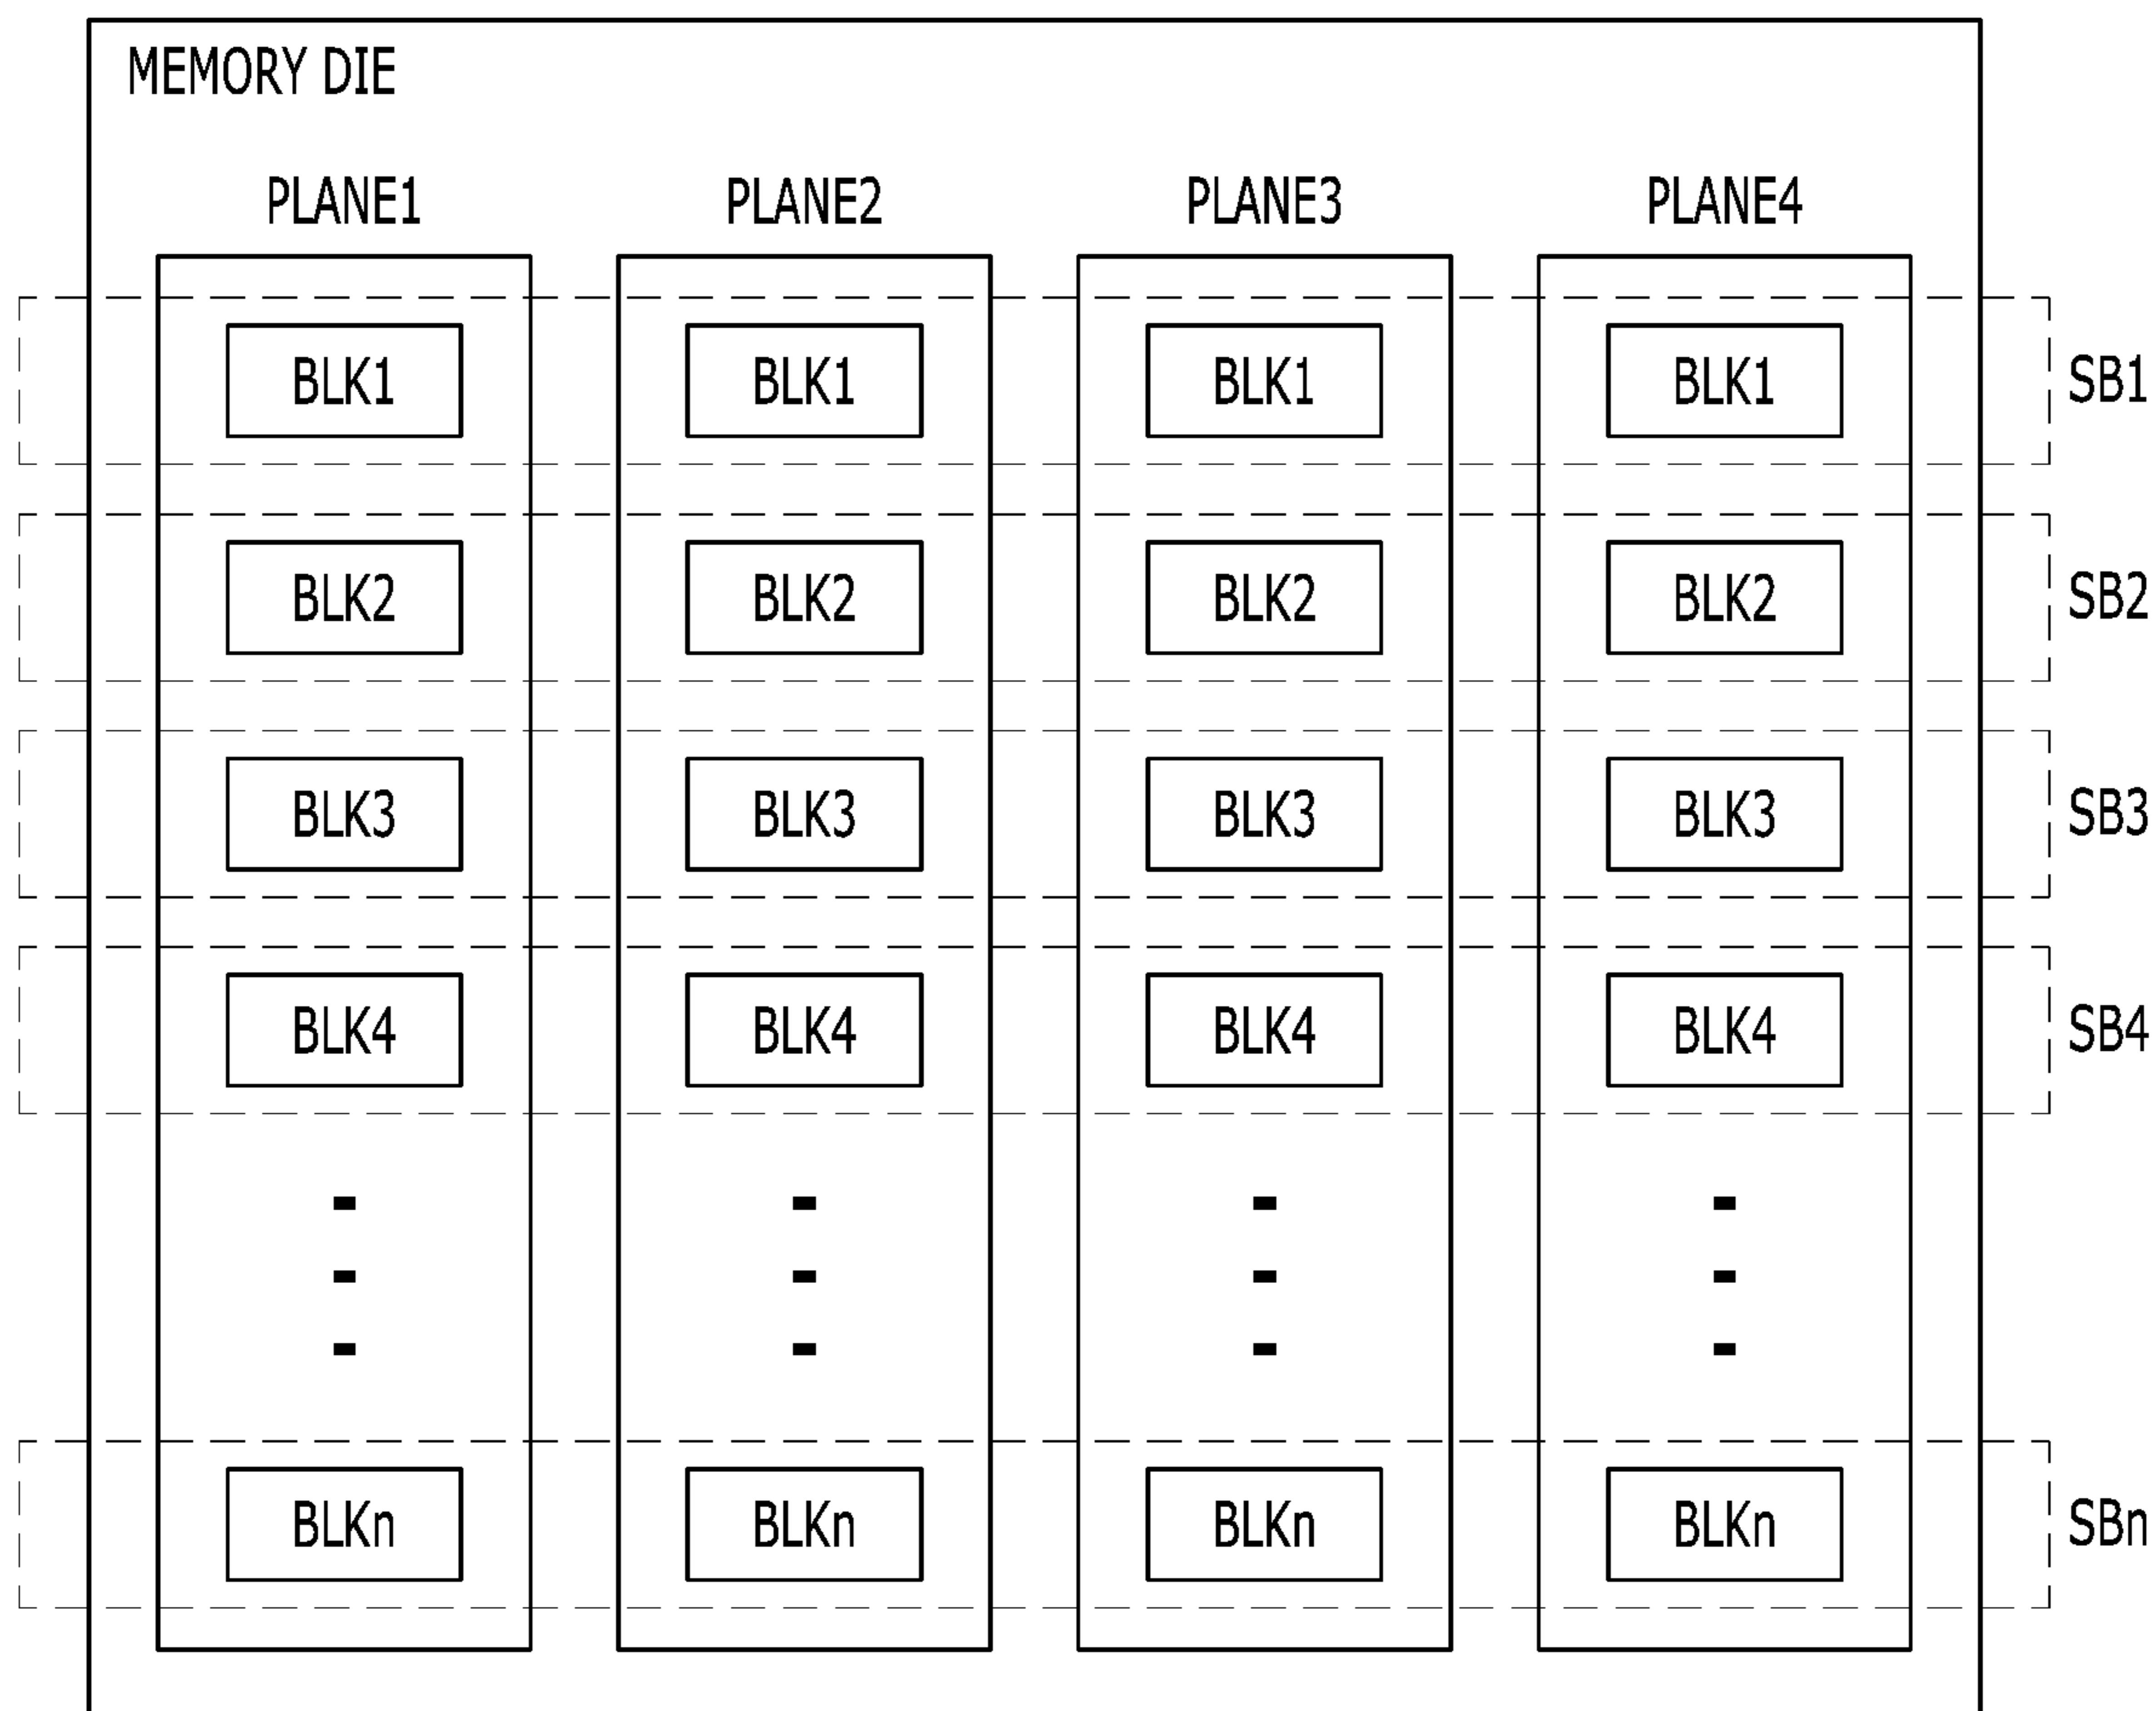 MEMORY DIE
PLANE1 PLANE2 PLANE3 PLANE4
BLK1 BLK1 BLK1 BLK1 SB1
BLK2 BLK2 BLK2 BLK2 SB2
BLK3 BLK3 BLK3 BLK3 SB3
BLK4 BLK4 BLK4 BLK4 SB4
BLKn BLKn BLKn BLKn SBn